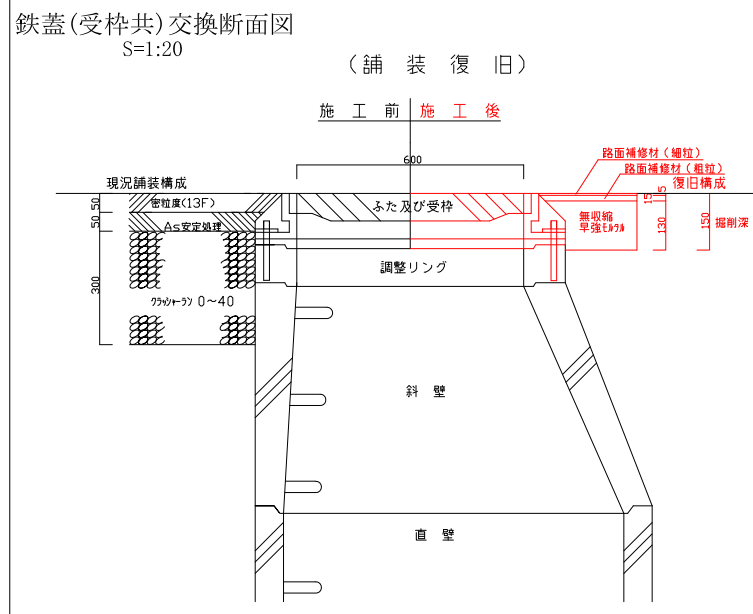 鉄蓋(受枠共)交換断面図
S=1:20
(舗装復旧)
施工前 施工後
600
路面補修材(細粒)
路面補修材(粗粒)
現況舗装構成
復旧構成
50
密粒度(13F)
ふた及び受枠
15
5
50
As安定処理
無収縮
早強モルタル
130
150
掘削深
調整リング
300
クラッシャーラン 0～40
斜壁
直壁